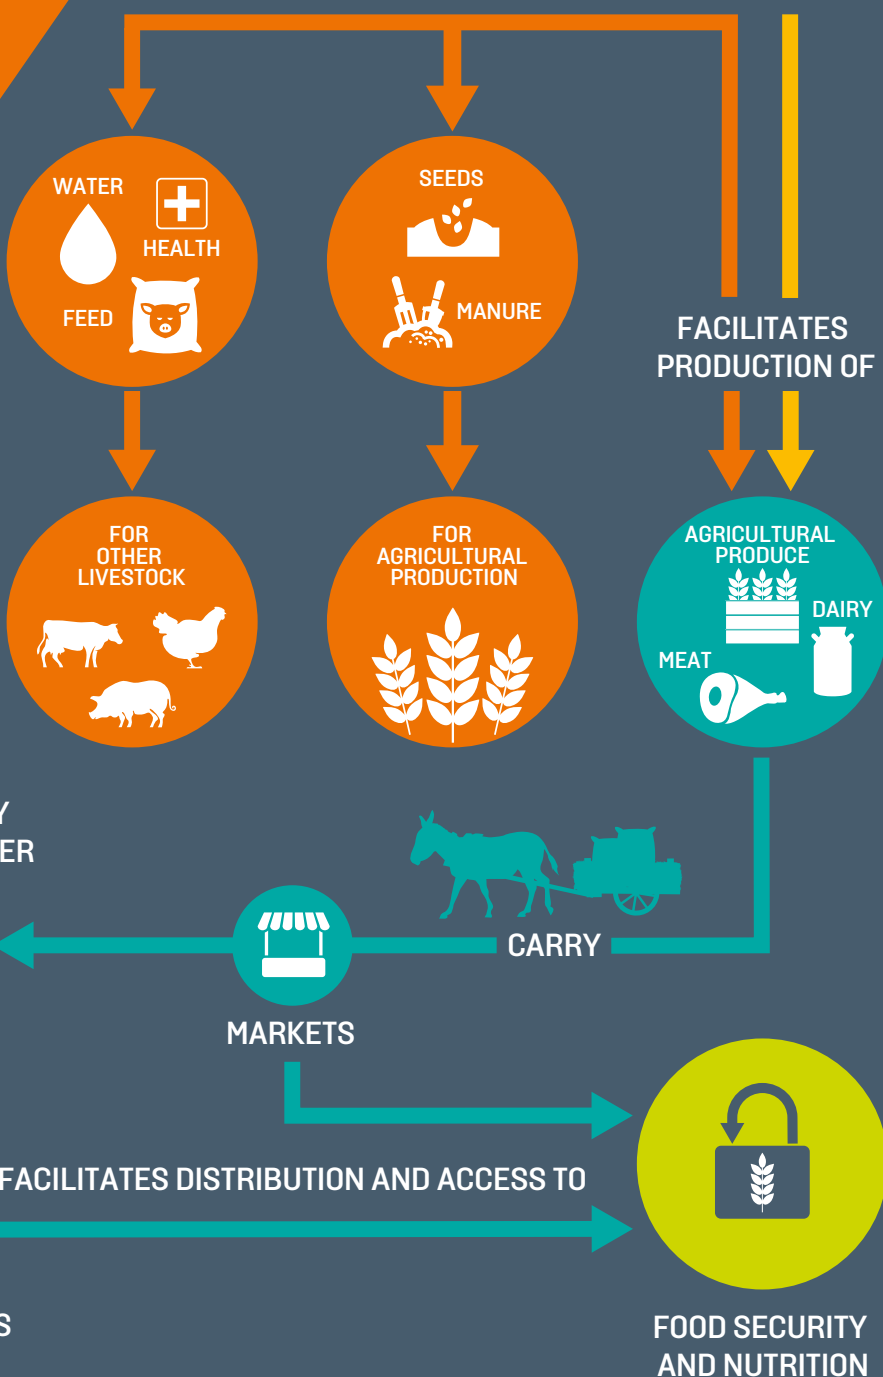 WATER
HEALTH
FEED
SEEDS
MANURE
FACILITATES
PRODUCTION OF
FOR
OTHER
LIVESTOCK
FOR
AGRICULTURAL
PRODUCTION
AGRICULTURAL
PRODUCE
DAIRY
MEAT
Y
ER
CARRY
MARKETS
FACILITATES DISTRIBUTION AND ACCESS TO
S
FOOD SECURITY
AND NUTRITION